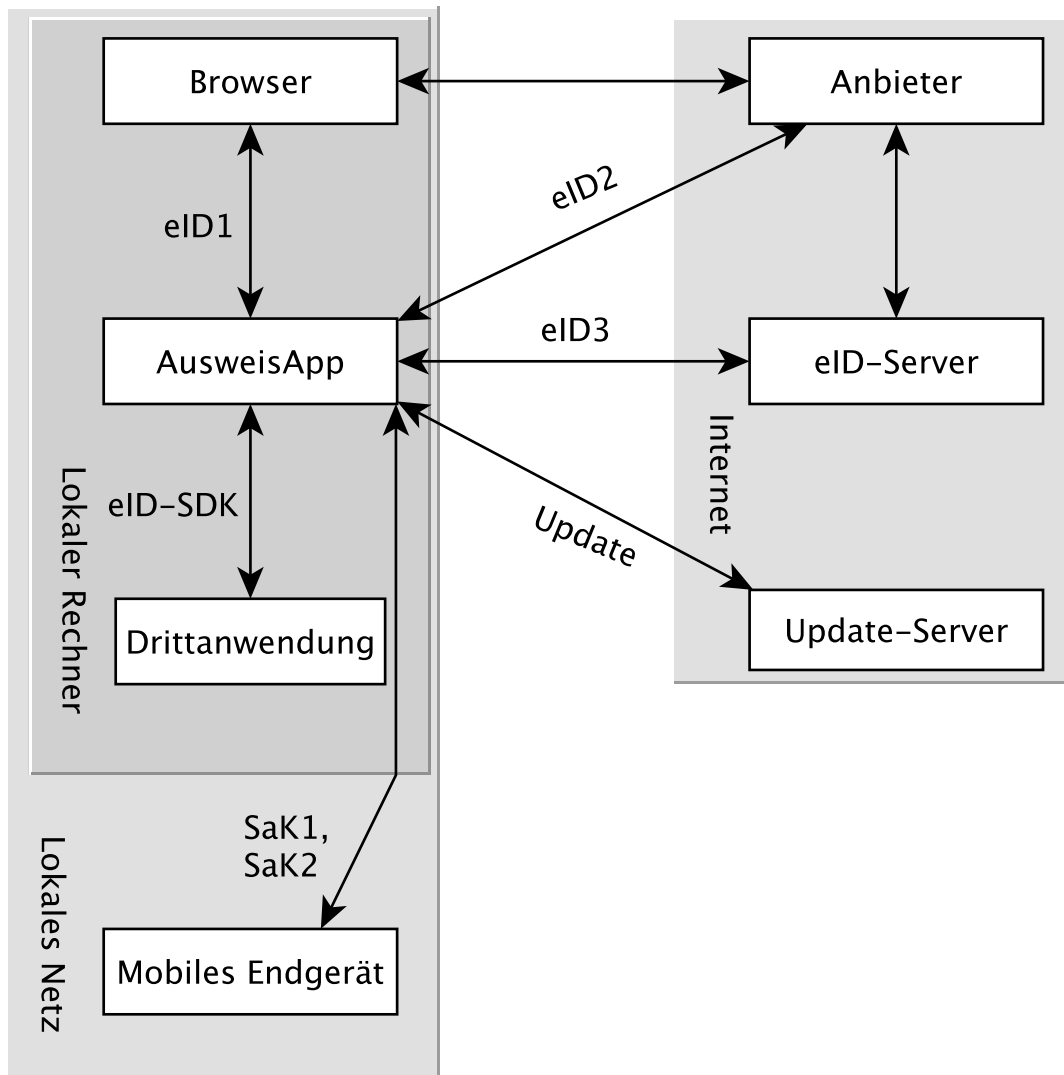 Browser
Anbieter
eID2
eID1
eID3
AusweisApp
eID-Server
Internet
Lokaler Rechner
eID-SDK
Update
Drittanwendung
Update-Server
SaK1,
SaK2
Lokales Netz
Mobiles Endgerät